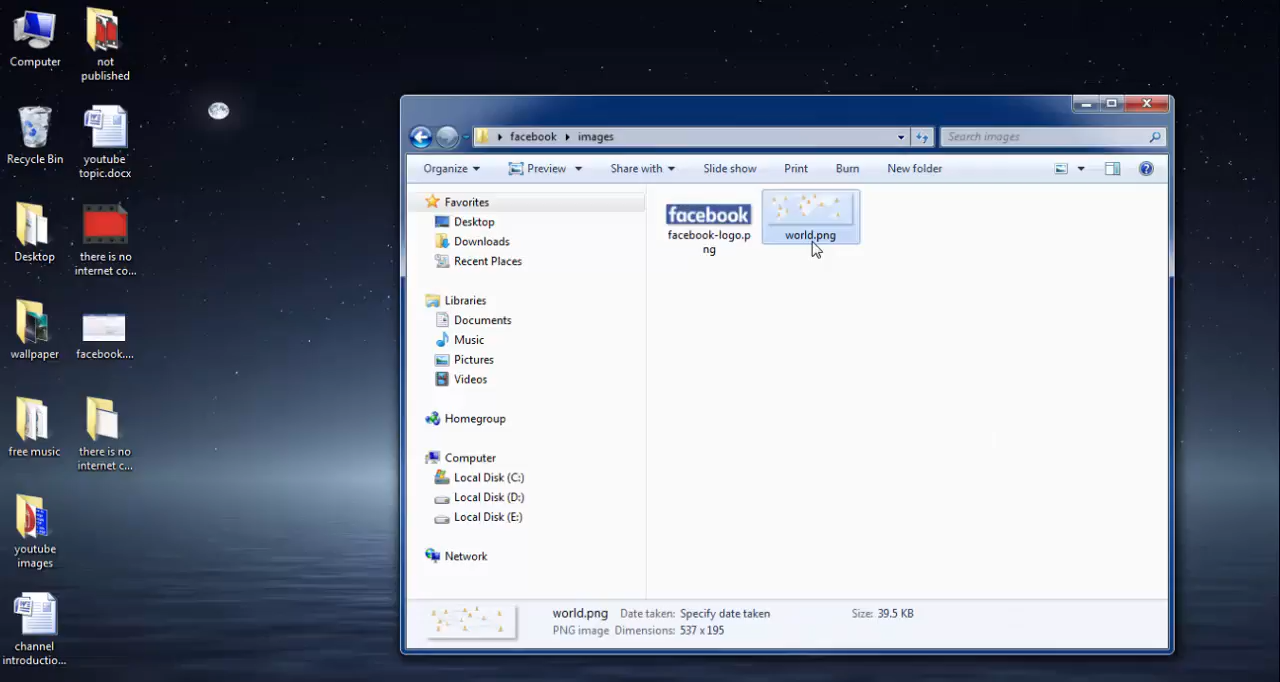 Computer
not
published
Recycle Bin
youtube
topic.docx
Desktop
there is no
internet co...
wallpaper
facebook....
free music
there is no
internet c...
youtube
images
channel
introductio...
facebook
images
Search images
Organize
Preview
Share with
Slide show
Print
Burn
New folder
Favorites
Desktop
Downloads
Recent Places
Libraries
Documents
Music
Pictures
Videos
Homegroup
Computer
Local Disk (C:)
Local Disk (D:)
Local Disk (E:)
Network
facebook
facebook-logo.p
ng
world.png
world.png Date taken: Specify date taken Size: 39.5 KB
PNG image Dimensions: 537 x 195